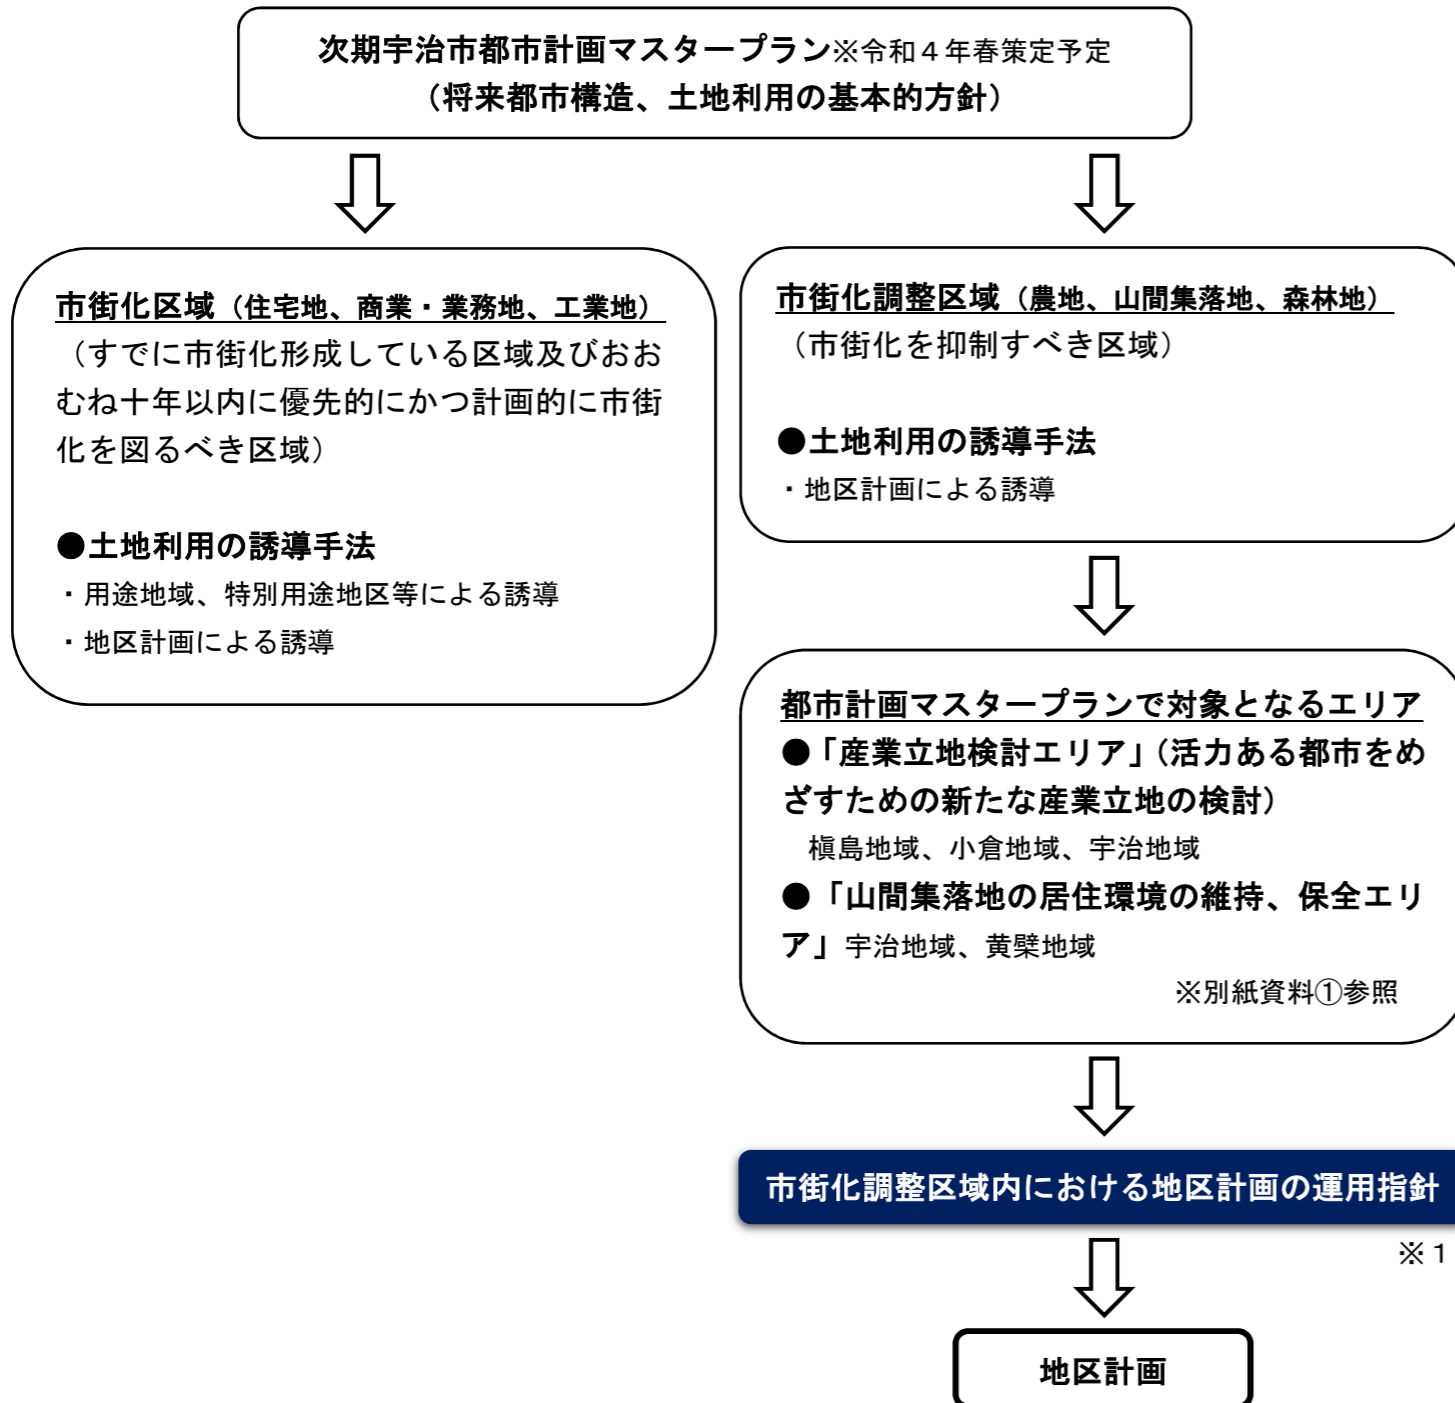 次期宇治市都市計画マスタープラン※令和４年春策定予定
（将来都市構造、土地利用の基本的方針）
市街化区域（住宅地、商業・業務地、工業地）
（すでに市街化形成している区域及びおお
むね十年以内に優先的にかつ計画的に市街
化を図るべき区域）
●土地利用の誘導手法
・用途地域、特別用途地区等による誘導
・地区計画による誘導
市街化調整区域（農地、山間集落地、森林地）
（市街化を抑制すべき区域）
●土地利用の誘導手法
・地区計画による誘導
都市計画マスタープランで対象となるエリア
●「産業立地検討エリア」（活力ある都市をめ
ざすための新たな産業立地の検討）
槇島地域、小倉地域、宇治地域
●「山間集落地の居住環境の維持、保全エリ
ア」宇治地域、黄檗地域
※別紙資料①参照
市街化調整区域内における地区計画の運用指針
※１
地区計画